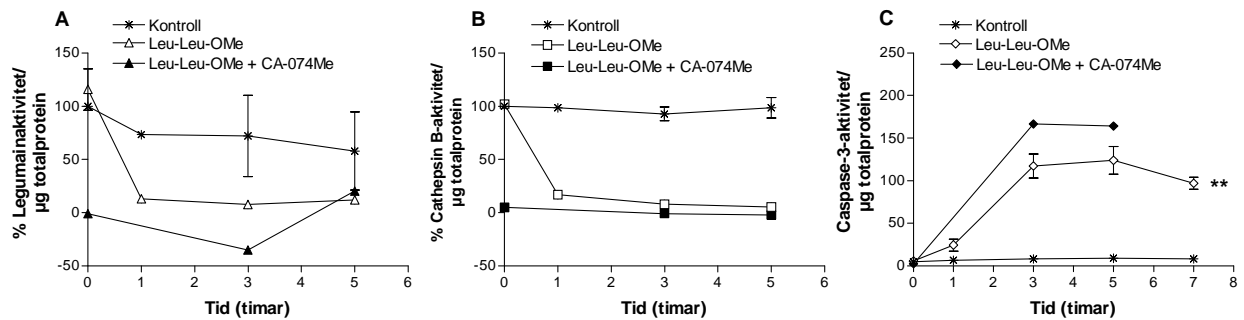 A
Kontroll
Leu-Leu-OMe
Leu-Leu-OMe + CA-074Me
% Legumainaktivitet/
µg totalprotein
150
100
50
0
-50
0 1 2 3 4 5 6
Tid (timar)
B
Kontroll
Leu-Leu-OMe
Leu-Leu-OMe + CA-074Me
% Cathepsin B-aktivitet/
µg totalprotein
150
100
50
0
-50
0 1 2 3 4 5 6
Tid (timar)
C
Kontroll
Leu-Leu-OMe
Leu-Leu-OMe + CA-074Me
Caspase-3-aktivitet/
µg totalprotein
250
200
150
100
50
0
**
0 1 2 3 4 5 6 7 8
Tid (timar)